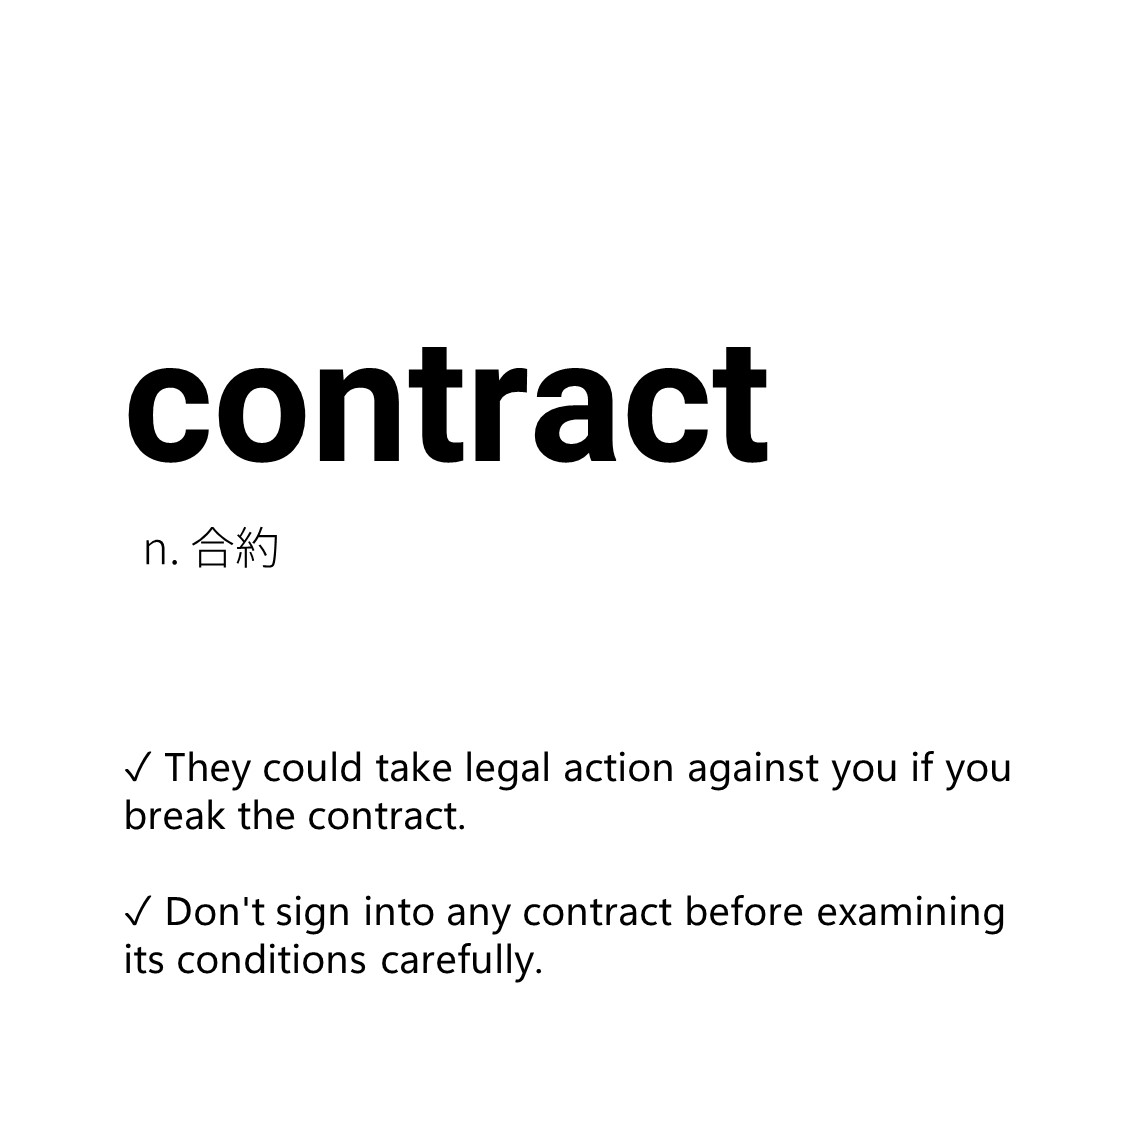 contract
n. 合約
✓ They could take legal action against you if you
break the contract.
✓ Don't sign into any contract before examining
its conditions carefully.